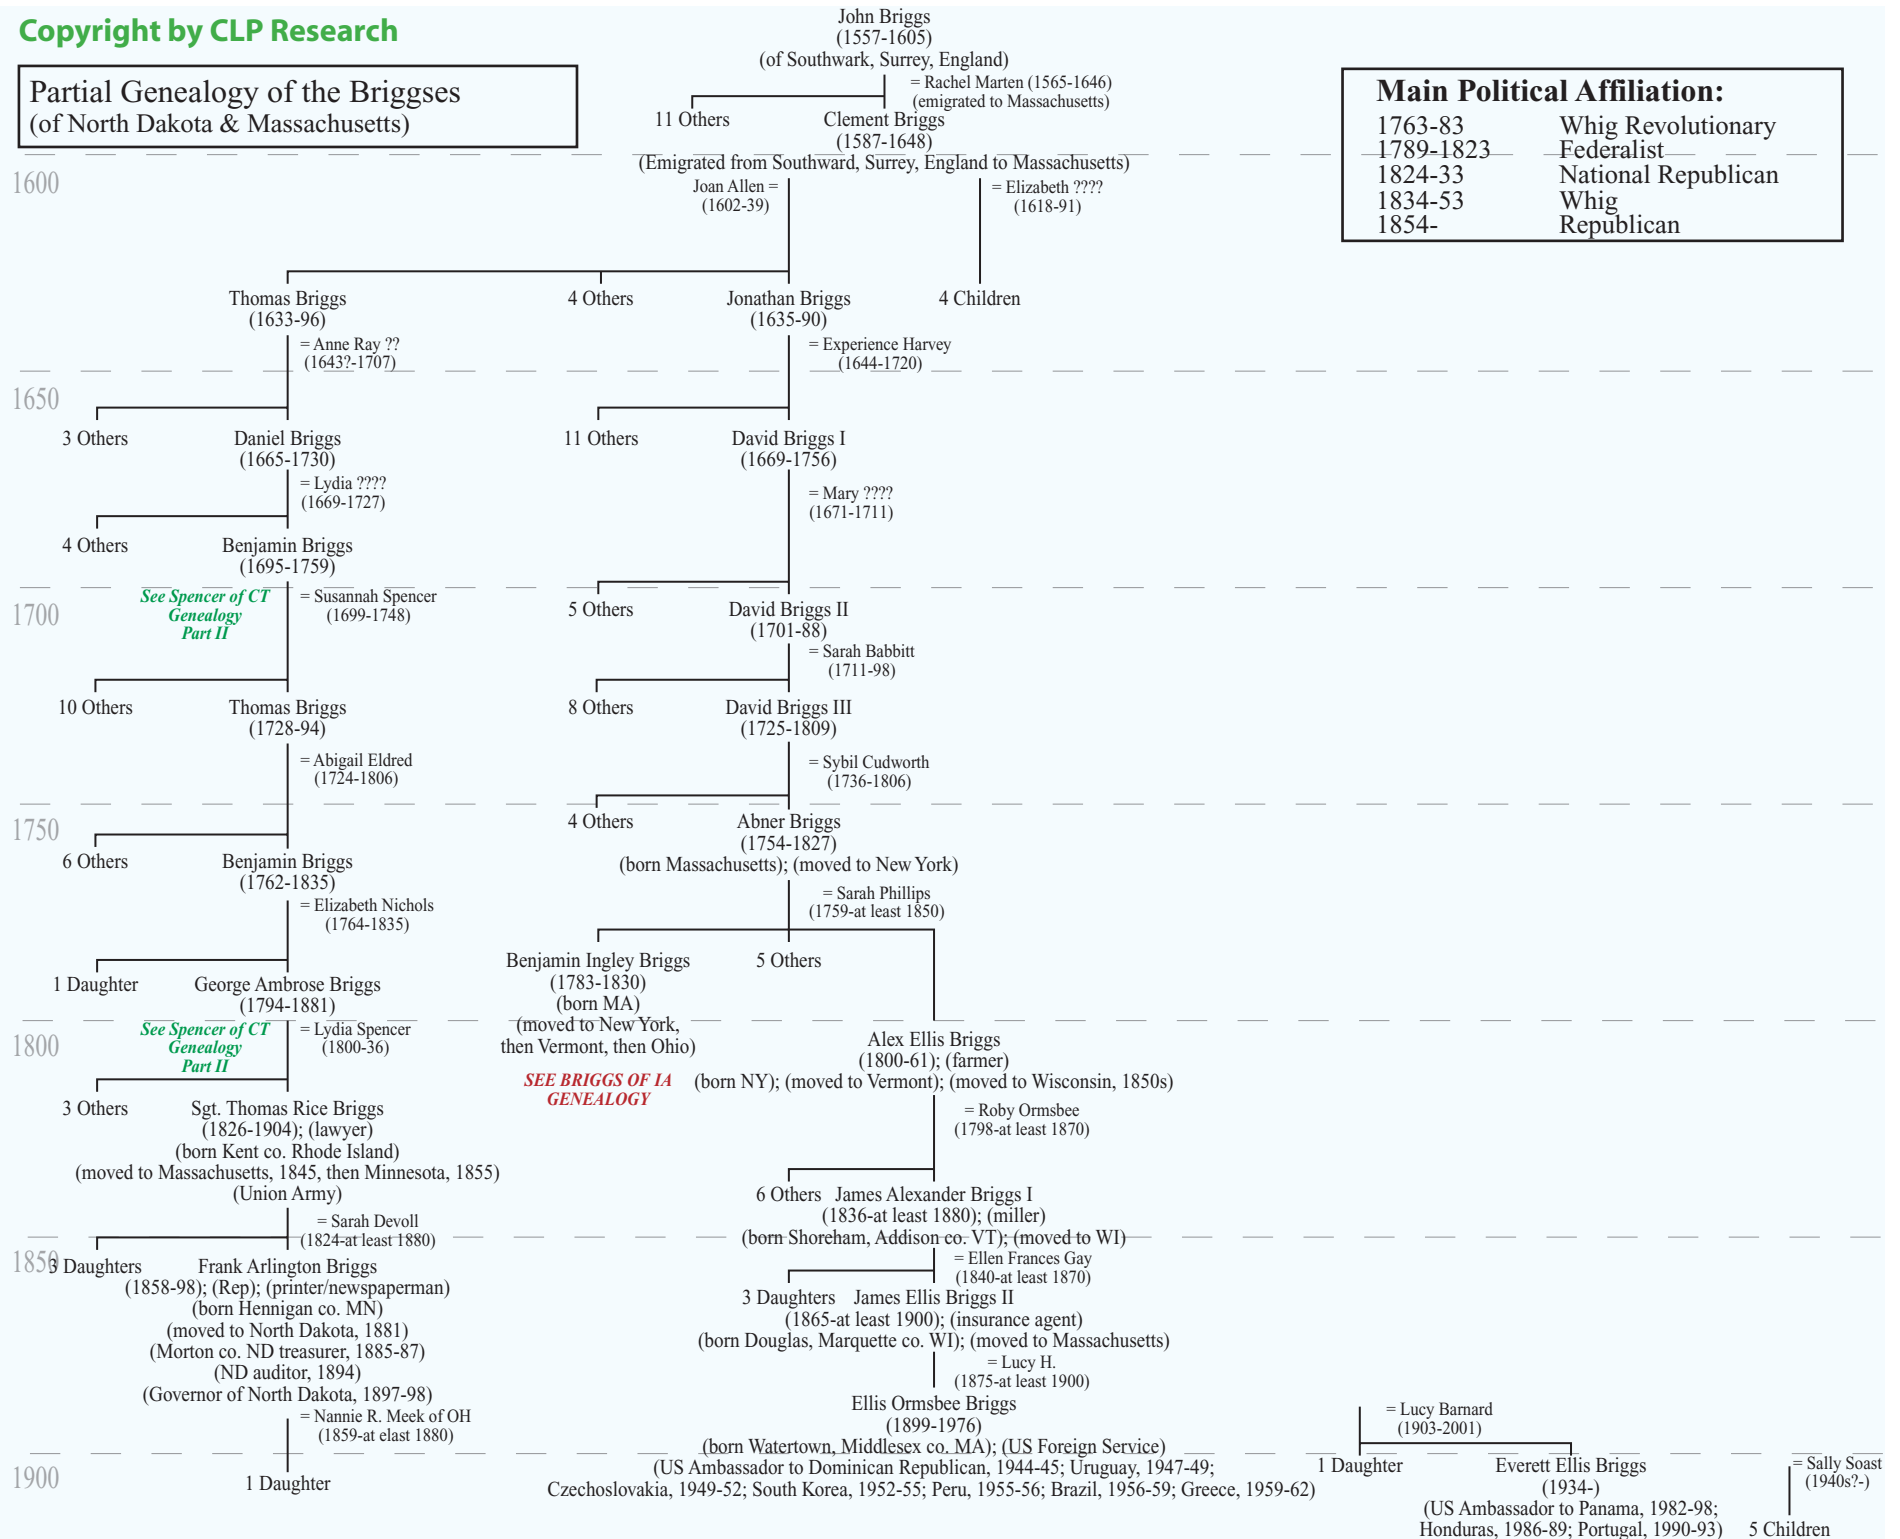 Copyright by CLP Research
Partial Genealogy of the Briggses
(of North Dakota & Massachusetts)
John Briggs
(1557-1605)
(of Southwark, Surrey, England)
= Rachel Marten (1565-1646)
(emigrated to Massachusetts)
11 Others
Clement Briggs
(1587-1648)
(Emigrated from Southward, Surrey, England to Massachusetts)
Main Political Affiliation:
1763-83 Whig Revolutionary
1789-1823 Federalist
1824-33 National Republican
1834-53 Whig
1854- Republican
1600
Joan Allen =
(1602-39)
= Elizabeth ????
(1618-91)
Thomas Briggs
(1633-96)
4 Others
Jonathan Briggs
(1635-90)
4 Children
= Anne Ray ??
(1643?-1707)
= Experience Harvey
(1644-1720)
1650
3 Others
Daniel Briggs
(1665-1730)
11 Others
David Briggs I
(1669-1756)
= Lydia ????
(1669-1727)
= Mary ????
(1671-1711)
4 Others
Benjamin Briggs
(1695-1759)
See Spencer of CT
Genealogy
Part II
= Susannah Spencer
(1699-1748)
1700
5 Others
David Briggs II
(1701-88)
= Sarah Babbitt
(1711-98)
10 Others
Thomas Briggs
(1728-94)
8 Others
David Briggs III
(1725-1809)
= Abigail Eldred
(1724-1806)
= Sybil Cudworth
(1736-1806)
1750
4 Others
Abner Briggs
(1754-1827)
(born Massachusetts); (moved to New York)
6 Others
Benjamin Briggs
(1762-1835)
= Elizabeth Nichols
(1764-1835)
= Sarah Phillips
(1759-at least 1850)
1 Daughter
George Ambrose Briggs
(1794-1881)
Benjamin Ingley Briggs
(1783-1830)
(born MA)
(moved to New York,
then Vermont, then Ohio)
SEE BRIGGS OF IA
GENEALOGY
5 Others
1800
See Spencer of CT
Genealogy
Part II
= Lydia Spencer
(1800-36)
Alex Ellis Briggs
(1800-61); (farmer)
(born NY); (moved to Vermont); (moved to Wisconsin, 1850s)
3 Others
Sgt. Thomas Rice Briggs
(1826-1904); (lawyer)
(born Kent co. Rhode Island)
(moved to Massachusetts, 1845, then Minnesota, 1855)
(Union Army)
= Roby Ormsbee
(1798-at least 1870)
6 Others
James Alexander Briggs I
(1836-at least 1880); (miller)
(born Shoreham, Addison co. VT); (moved to WI)
= Sarah Devoll
(1824-at least 1880)
= Ellen Frances Gay
(1840-at least 1870)
1850
3 Daughters
Frank Arlington Briggs
(1858-98); (Rep); (printer/newspaperman)
(born Hennigan co. MN)
(moved to North Dakota, 1881)
(Morton co. ND treasurer, 1885-87)
(ND auditor, 1894)
(Governor of North Dakota, 1897-98)
3 Daughters
James Ellis Briggs II
(1865-at least 1900); (insurance agent)
(born Douglas, Marquette co. WI); (moved to Massachusetts)
= Lucy H.
(1875-at least 1900)
= Nannie R. Meek of OH
(1859-at elast 1880)
Ellis Ormsbee Briggs
(1899-1976)
(born Watertown, Middlesex co. MA); (US Foreign Service)
(US Ambassador to Dominican Republican, 1944-45; Uruguay, 1947-49;
Czechoslovakia, 1949-52; South Korea, 1952-55; Peru, 1955-56; Brazil, 1956-59; Greece, 1959-62)
= Lucy Barnard
(1903-2001)
1900
1 Daughter
1 Daughter
Everett Ellis Briggs
(1934-)
(US Ambassador to Panama, 1982-98;
Honduras, 1986-89; Portugal, 1990-93)
= Sally Soast
(1940s?-)
5 Children